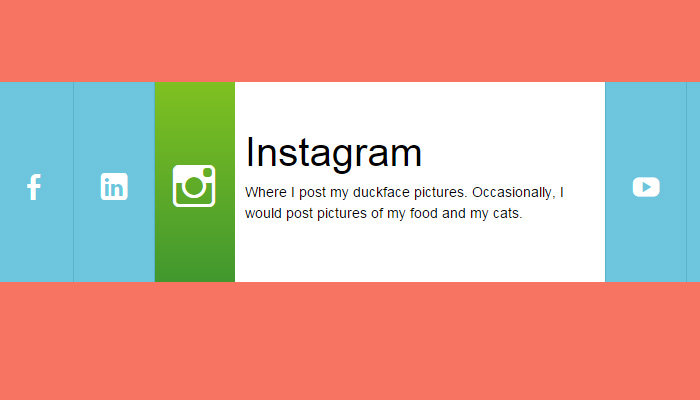 f
in
Instagram
Where I post my duckface pictures. Occasionally, I
would post pictures of my food and my cats.